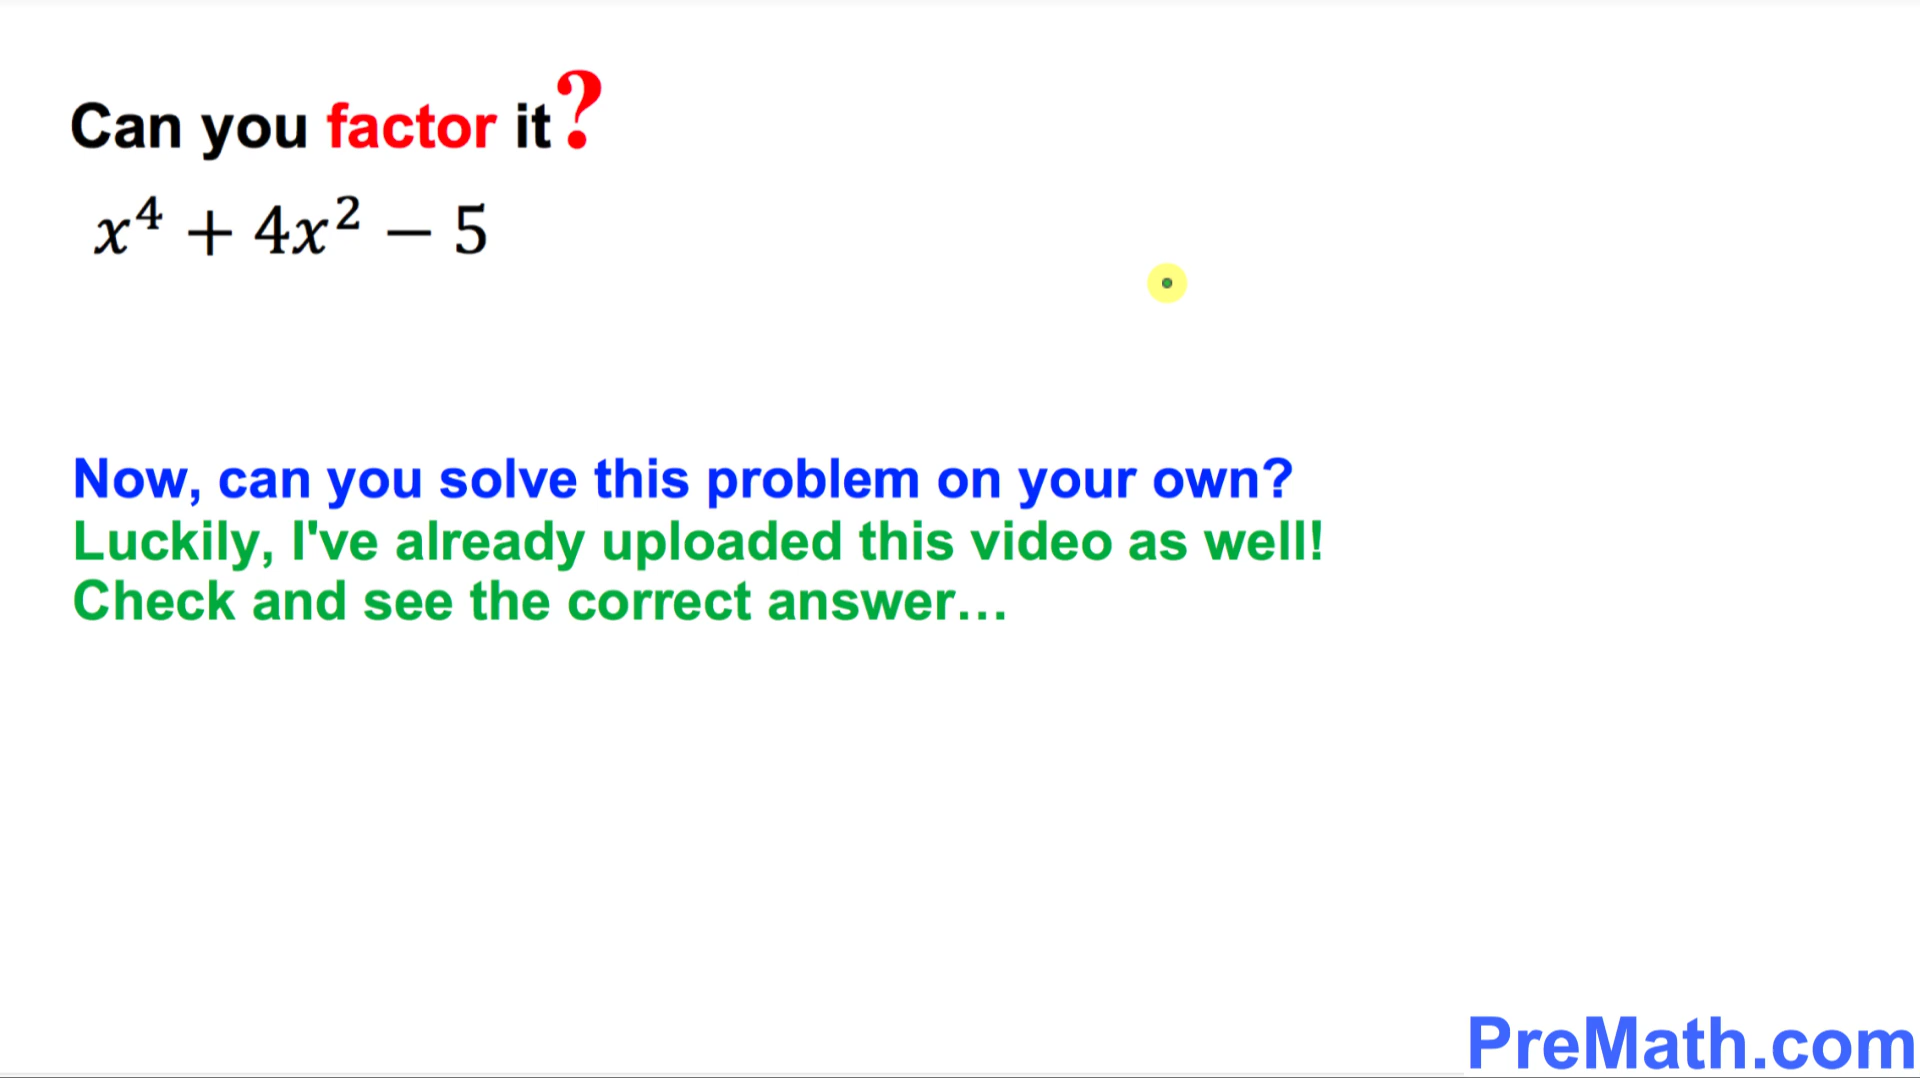 Can you factor it?
x⁴ + 4x² − 5
Now, can you solve this problem on your own?
Luckily, I've already uploaded this video as well!
Check and see the correct answer...
PreMath.com